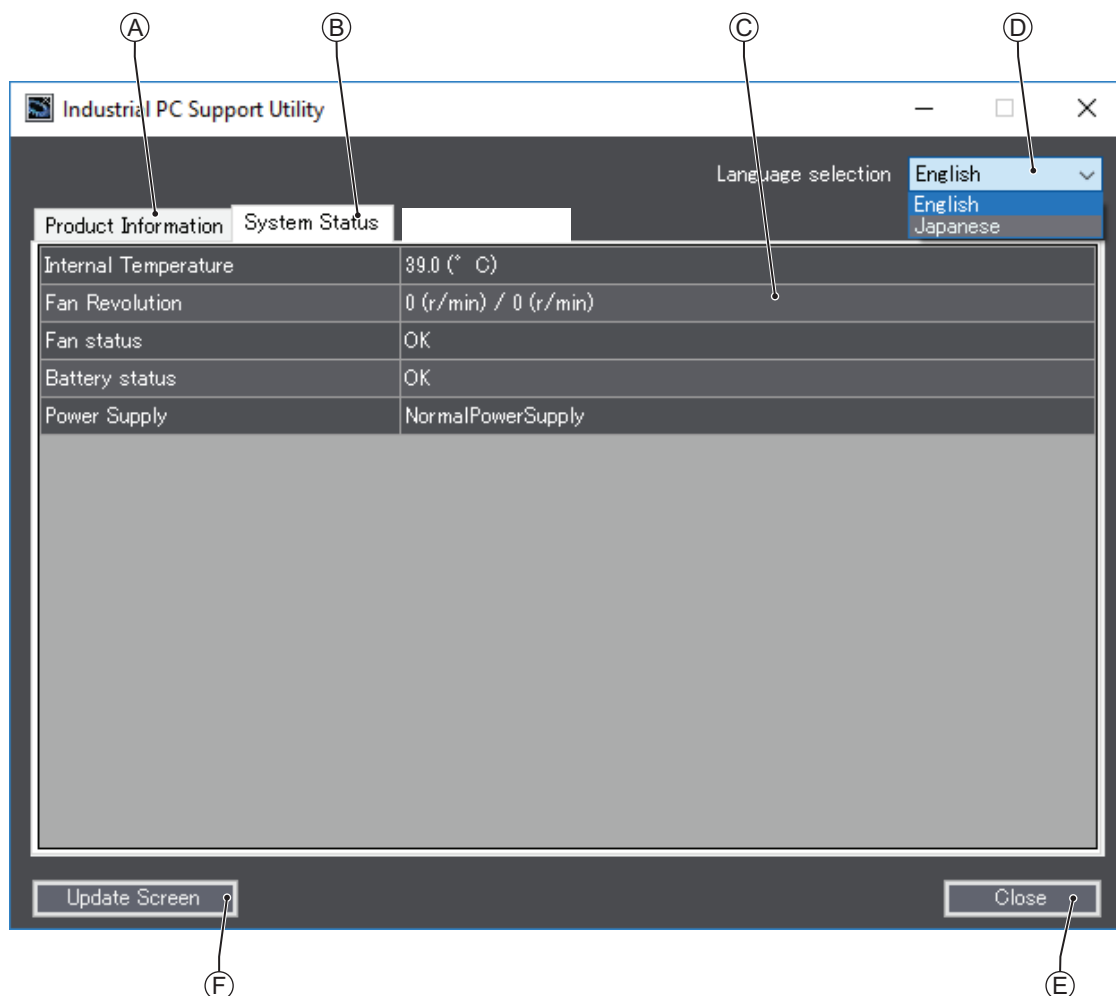 A B C D
Industrial PC Support Utility
Language selection English
English
Japanese
Product Information System Status
Internal Temperature 39.0 (° C)
Fan Revolution 0 (r/min) / 0 (r/min)
Fan status OK
Battery status OK
Power Supply NormalPowerSupply
Update Screen Close
F E